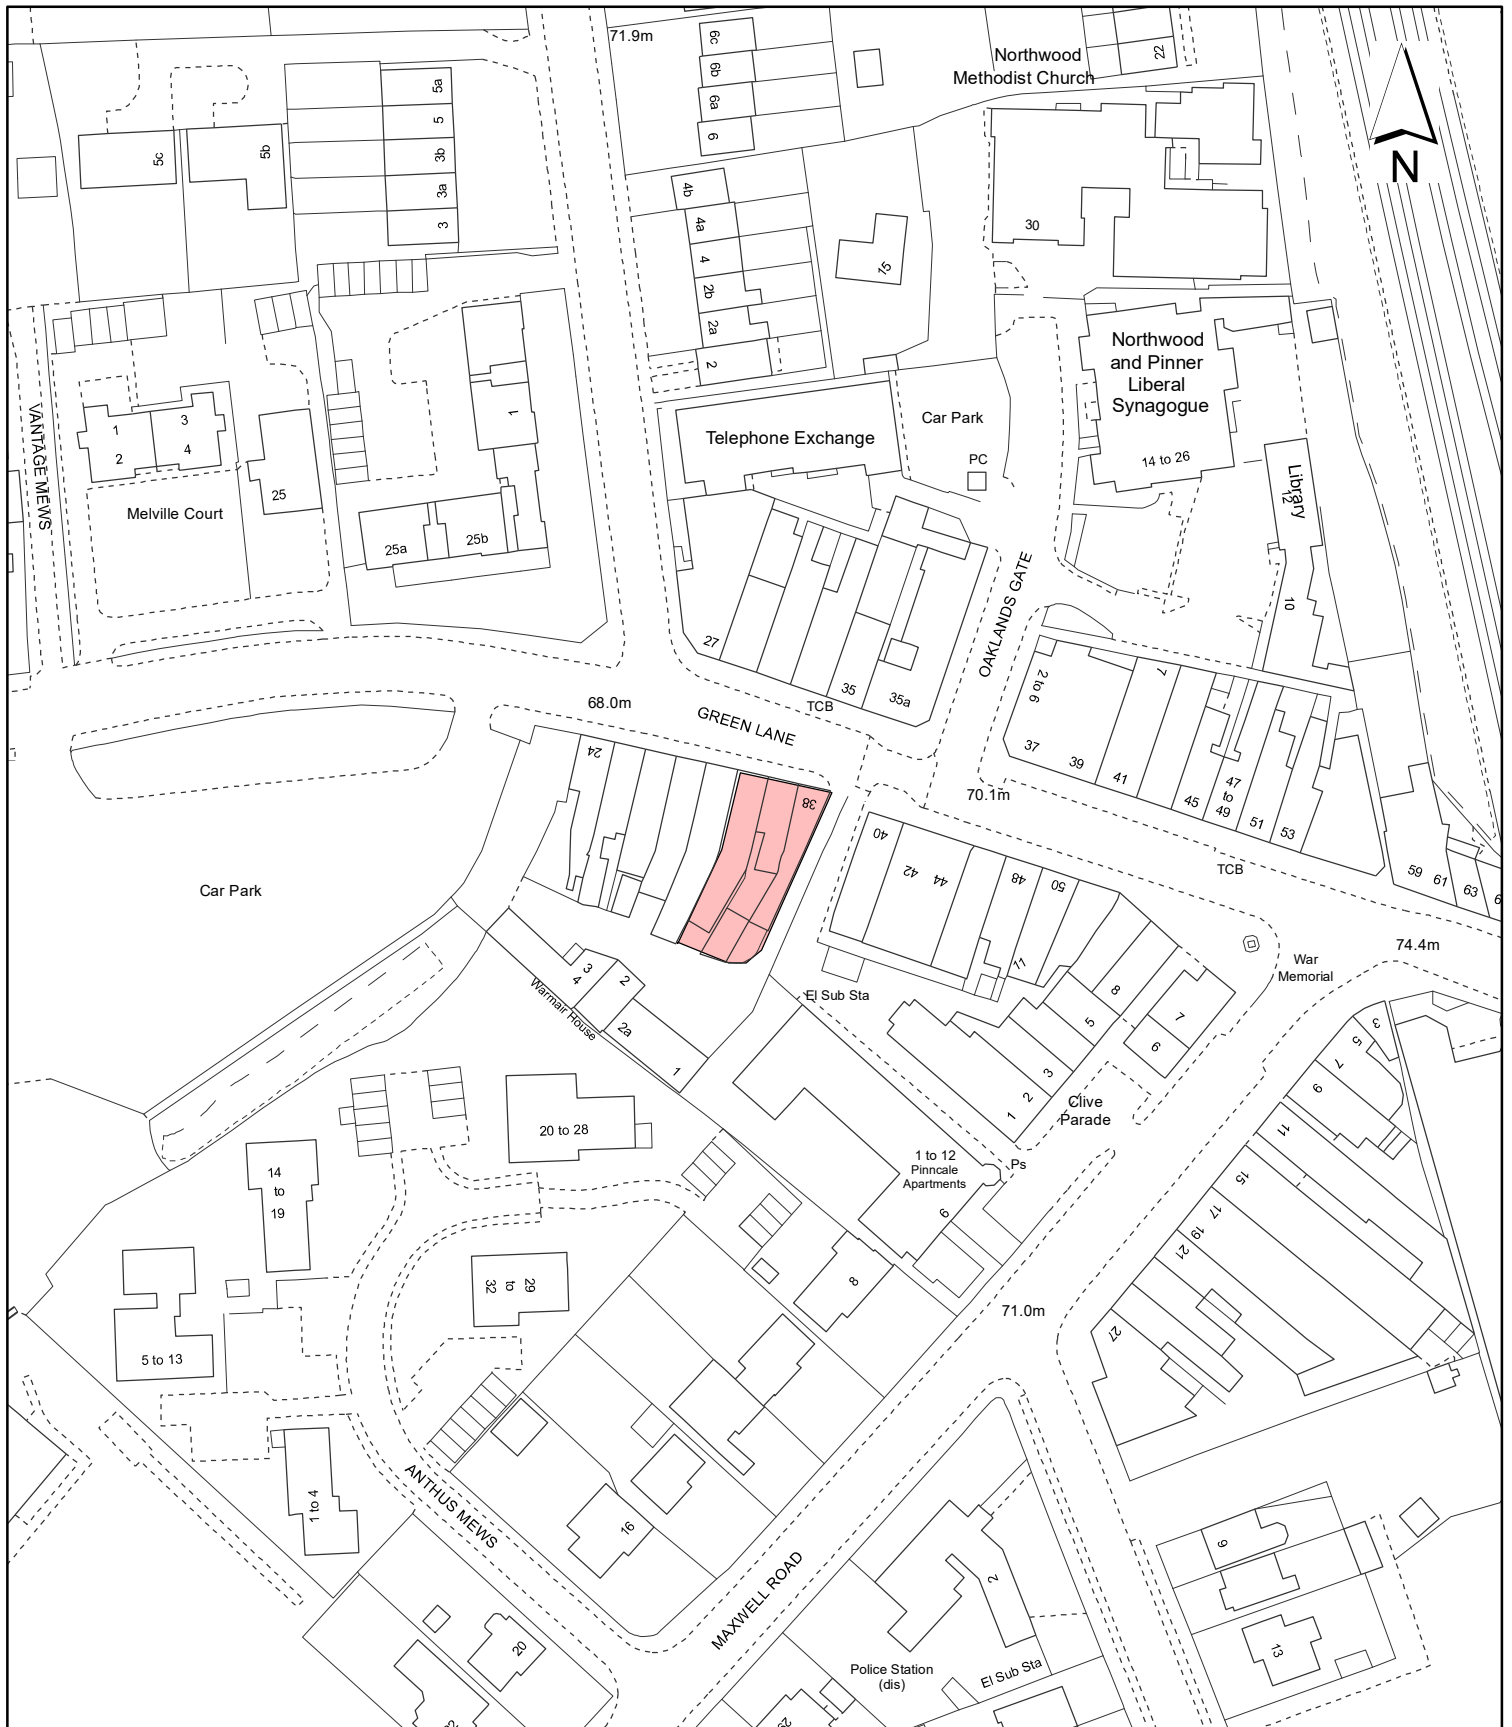 71.9m
6c
6b
6a
6
22
Northwood
Methodist Church
N
5a
5
3b
3a
3
5c
5b
4b
4a
4
2b
2a
2
15
30
1
2
3
4
25
Melville Court
VANTAGE MEWS
25a
25b
1
Telephone Exchange
Car Park
PC
Northwood
and Pinner
Liberal
Synagogue
14 to 26
Library
12
10
OAKLANDS GATE
27
35
35a
TCB
68.0m
GREEN LANE
2 to 6
7
37
39
41
45
47
to
49
51
53
70.1m
TCB
59
61
63
24
38
40
42
44
48
50
11
Car Park
74.4m
War
Memorial
El Sub Sta
3
4
2
2a
1
Warmair House
8
5
7
6
3
2
1
Clive
Parade
3
5
7
9
11
15
17
19
21
27
20 to 28
1 to 12
Pinncale
Apartments
Ps
9
8
14
to
19
29
to
32
71.0m
5 to 13
1 to 4
ANTHUS MEWS
16
20
MAXWELL ROAD
2
9
13
Police Station
(dis)
El Sub Sta